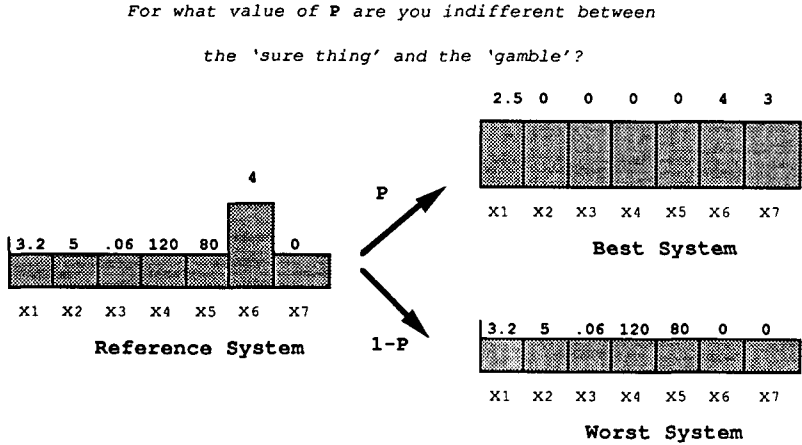 For what value of P are you indifferent between
the 'sure thing' and the 'gamble'?
2.5 0 0 0 0 4 3
X1 X2 X3 X4 X5 X6 X7
Best System
4
3.2 5 .06 120 80 0
X1 X2 X3 X4 X5 X6 X7
Reference System
P
1-P
3.2 5 .06 120 80 0 0
X1 X2 X3 X4 X5 X6 X7
Worst System